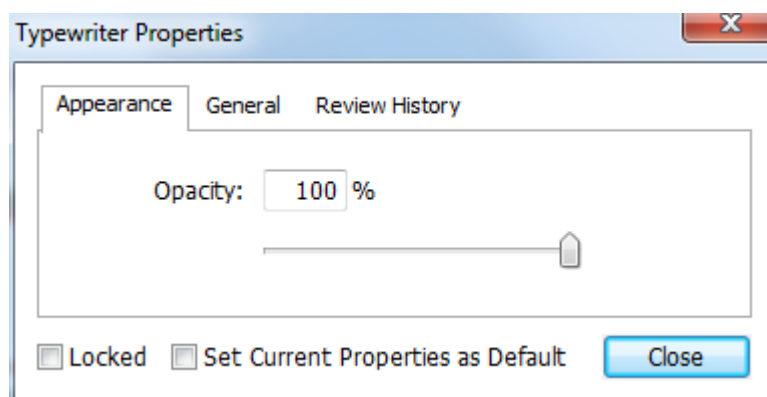 Typewriter Properties
Appearance General Review History
Opacity: 100 %
Locked Set Current Properties as Default Close